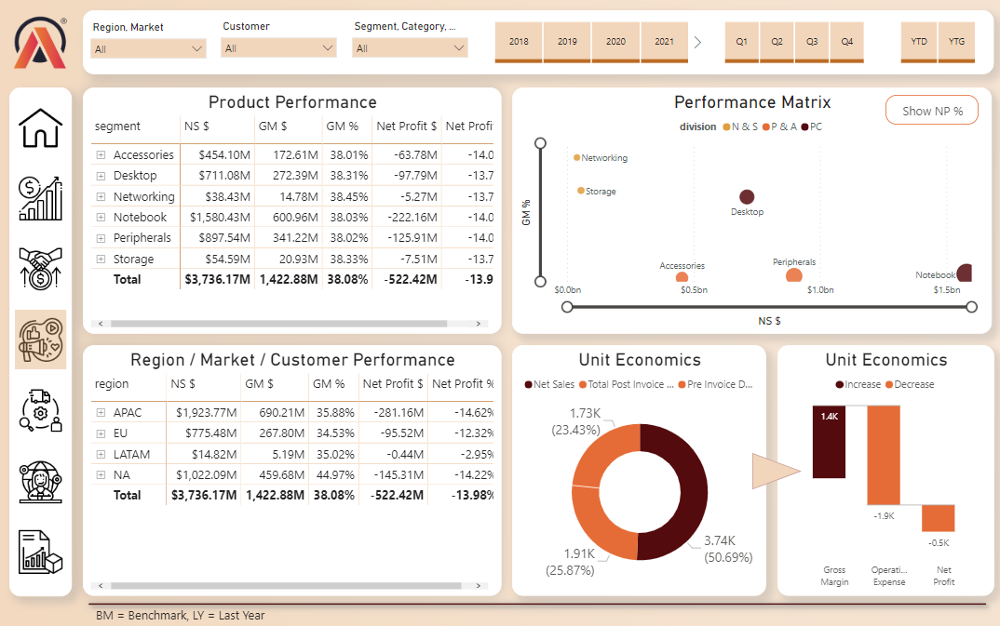 Region, Market
All
Customer
All
Segment, Category, ...
All
2018 2019 2020 2021
Q1 Q2 Q3 Q4
YTD YTG
®
Product Performance
segment NS $ GM $ GM % Net Profit $ Net Profi
Accessories $454.10M 172.61M 38.01% -63.78M -14.0
Desktop $711.08M 272.39M 38.31% -97.79M -13.7
Networking $38.43M 14.78M 38.45% -5.27M -13.7
Notebook $1,580.43M 600.96M 38.03% -222.16M -14.0
Peripherals $897.54M 341.22M 38.02% -125.91M -14.0
Storage $54.59M 20.93M 38.33% -7.51M -13.7
Total $3,736.17M 1,422.88M 38.08% -522.42M -13.9
Performance Matrix
Show NP %
division N & S P & A PC
GM %
Networking
Storage
Desktop
Accessories
Peripherals
Notebook
$0.0bn $0.5bn $1.0bn $1.5bn
NS $
Region / Market / Customer Performance
region NS $ GM $ GM % Net Profit $ Net Profit %
APAC $1,923.77M 690.21M 35.88% -281.16M -14.62%
EU $775.48M 267.80M 34.53% -95.52M -12.32%
LATAM $14.82M 5.19M 35.02% -0.44M -2.95%
NA $1,022.09M 459.68M 44.97% -145.31M -14.22%
Total $3,736.17M 1,422.88M 38.08% -522.42M -13.98%
Unit Economics
Net Sales Total Post Invoice ... Pre Invoice D...
1.73K
(23.43%)
3.74K
(50.69%)
1.91K
(25.87%)
Unit Economics
Increase Decrease
1.4K
-1.9K
-0.5K
Gross
Margin
Operati...
Expense
Net
Profit
BM = Benchmark, LY = Last Year